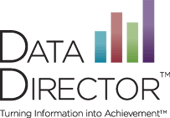 DATA
DIRECTOR™
Turning Information into Achievement™